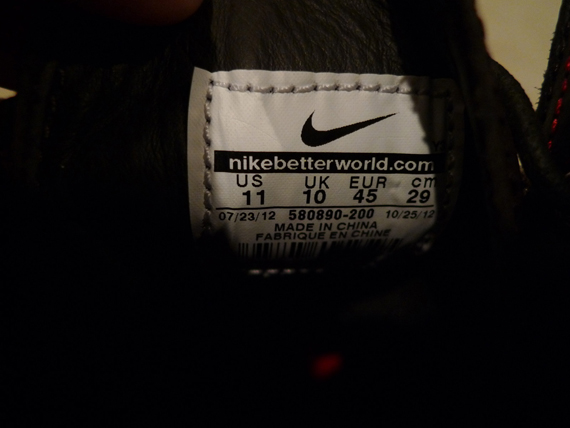 nikebetterworld.com
US UK EUR cm
11 10 45 29
07/23/12 580890-200 10/25/12
MADE IN CHINA
FABRIQUE EN CHINE